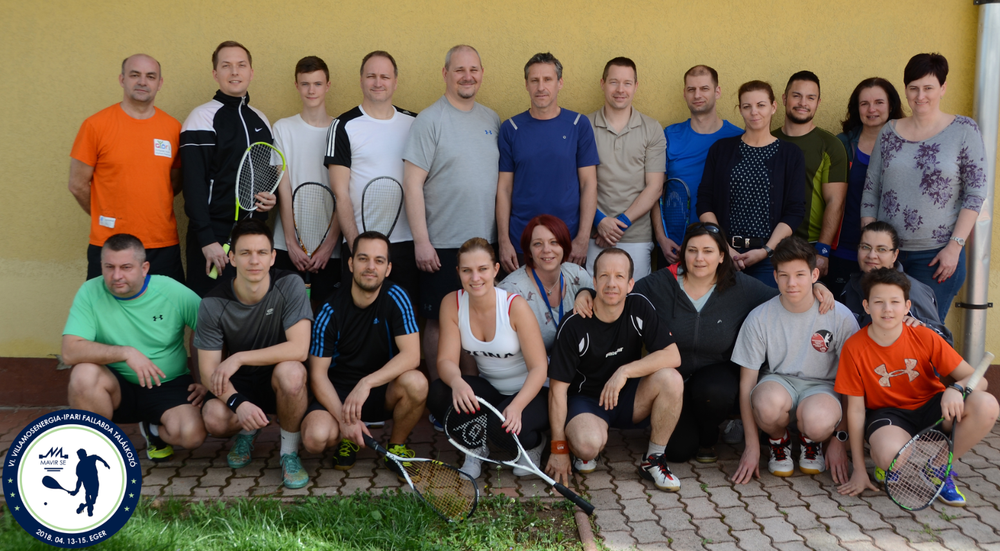 VI. VILLAMOSENERGIA-IPARI FALLABDA TALÁLKOZÓ
MAVIR SE
2018. 04. 13-15. EGER